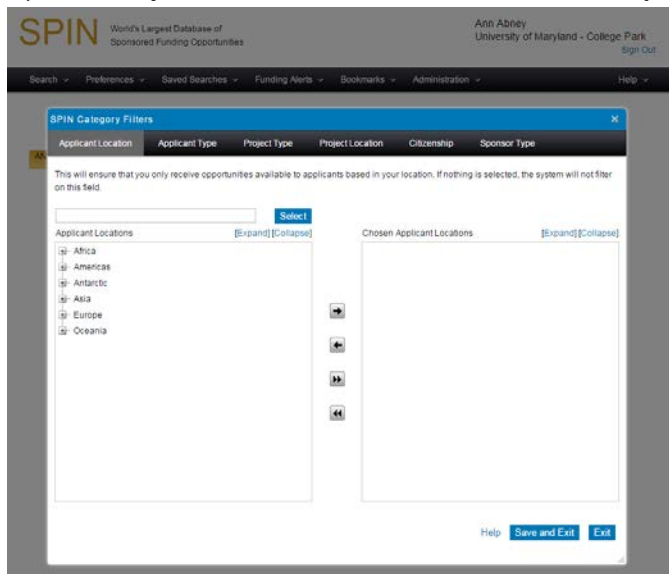 SPIN
World's Largest Database of
Sponsored Funding Opportunities
Ann Abney
University of Maryland - College Park
Sign Out
Search Preferences Saved Searches Funding Alerts Bookmarks Administration Help
SPIN Category Filters
Applicant Location Applicant Type Project Type Project Location Citizenship Sponsor Type
This will ensure that you only receive opportunities available to applicants based in your location. If nothing is selected, the system will not filter
on this field.
Select
Applicant Locations [Expand] [Collapse] Chosen Applicant Locations [Expand] [Collapse]
Africa
Americas
Antarctic
Asia
Europe
Oceania
Help Save and Exit Exit